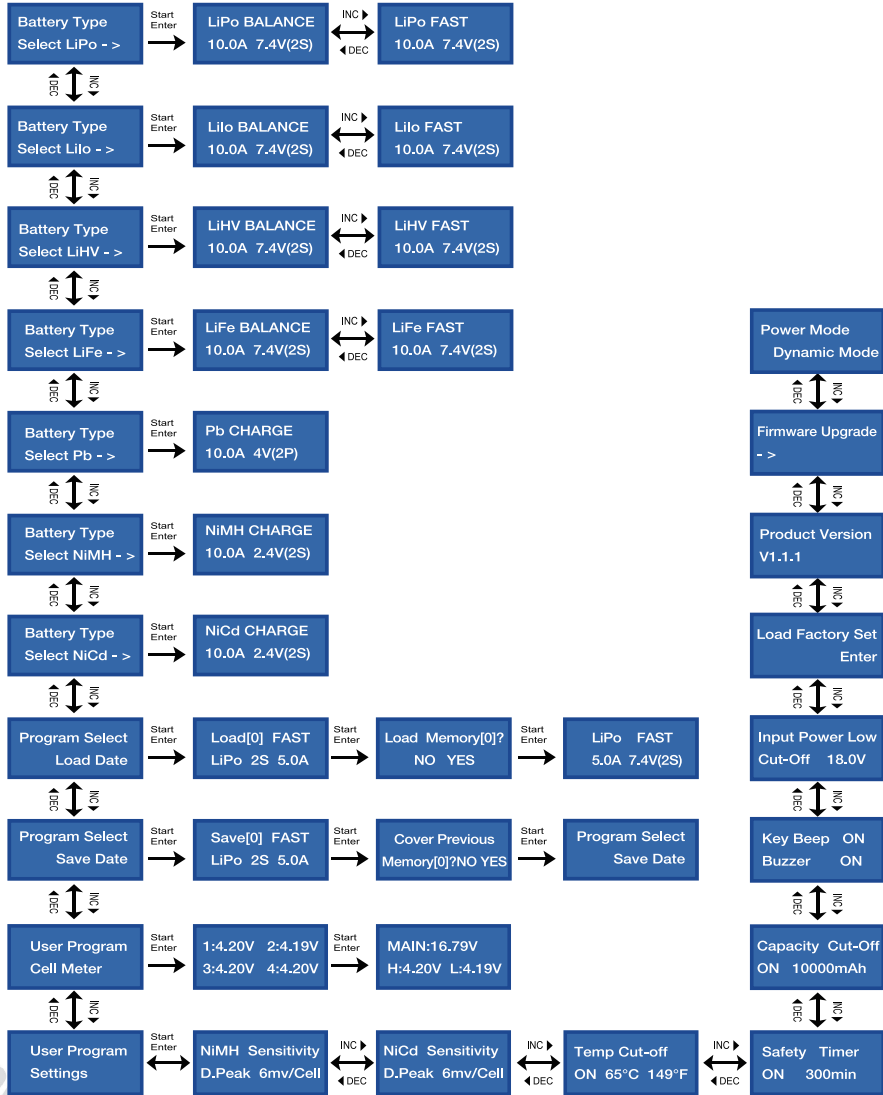 Battery Type
Select LiPo - >
Start
Enter
LiPo BALANCE
10.0A 7.4V(2S)
INC ▶
◀ DEC
LiPo FAST
10.0A 7.4V(2S)
◀ DEC
INC ▶
Battery Type
Select LiIo - >
Start
Enter
LiIo BALANCE
10.0A 7.4V(2S)
INC ▶
◀ DEC
LiIo FAST
10.0A 7.4V(2S)
◀ DEC
INC ▶
Battery Type
Select LiHV - >
Start
Enter
LiHV BALANCE
10.0A 7.4V(2S)
INC ▶
◀ DEC
LiHV FAST
10.0A 7.4V(2S)
◀ DEC
INC ▶
Battery Type
Select LiFe - >
Start
Enter
LiFe BALANCE
10.0A 7.4V(2S)
INC ▶
◀ DEC
LiFe FAST
10.0A 7.4V(2S)
◀ DEC
INC ▶
Battery Type
Select Pb - >
Start
Enter
Pb CHARGE
10.0A 4V(2P)
◀ DEC
INC ▶
Battery Type
Select NiMH - >
Start
Enter
NiMH CHARGE
10.0A 2.4V(2S)
◀ DEC
INC ▶
Battery Type
Select NiCd - >
Start
Enter
NiCd CHARGE
10.0A 2.4V(2S)
◀ DEC
INC ▶
Program Select
Load Date
Start
Enter
Load[0] FAST
LiPo 2S 5.0A
Start
Enter
Load Memory[0]?
NO YES
Start
Enter
LiPo FAST
5.0A 7.4V(2S)
◀ DEC
INC ▶
Program Select
Save Date
Start
Enter
Save[0] FAST
LiPo 2S 5.0A
Start
Enter
Cover Previous
Memory[0]?NO YES
Start
Enter
Program Select
Save Date
◀ DEC
INC ▶
User Program
Cell Meter
Start
Enter
1:4.20V 2:4.19V
3:4.20V 4:4.20V
Start
Enter
MAIN:16.79V
H:4.20V L:4.19V
◀ DEC
INC ▶
User Program
Settings
Start
Enter
NiMH Sensitivity
D.Peak 6mv/Cell
INC ▶
◀ DEC
NiCd Sensitivity
D.Peak 6mv/Cell
INC ▶
◀ DEC
Temp Cut-off
ON 65°C 149°F
INC ▶
◀ DEC
Safety Timer
ON 300min
◀ DEC
INC ▶
Capacity Cut-Off
ON 10000mAh
◀ DEC
INC ▶
Key Beep ON
Buzzer ON
◀ DEC
INC ▶
Input Power Low
Cut-Off 18.0V
◀ DEC
INC ▶
Load Factory Set
Enter
◀ DEC
INC ▶
Product Version
V1.1.1
◀ DEC
INC ▶
Firmware Upgrade
- >
◀ DEC
INC ▶
Power Mode
Dynamic Mode